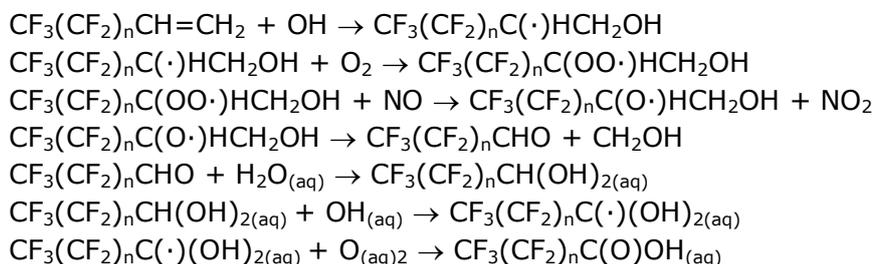 CF₃(CF₂)ₙCH=CH₂ + OH → CF₃(CF₂)ₙC(·)HCH₂OH
CF₃(CF₂)ₙC(·)HCH₂OH + O₂ → CF₃(CF₂)ₙC(OO·)HCH₂OH
CF₃(CF₂)ₙC(OO·)HCH₂OH + NO → CF₃(CF₂)ₙC(O·)HCH₂OH + NO₂
CF₃(CF₂)ₙC(O·)HCH₂OH → CF₃(CF₂)ₙCHO + CH₂OH
CF₃(CF₂)ₙCHO + H₂O₍aq₎ → CF₃(CF₂)ₙCH(OH)₂₍aq₎
CF₃(CF₂)ₙCH(OH)₂₍aq₎ + OH₍aq₎ → CF₃(CF₂)ₙC(·)(OH)₂₍aq₎
CF₃(CF₂)ₙC(·)(OH)₂₍aq₎ + O₍aq₎₂ → CF₃(CF₂)ₙC(O)OH₍aq₎